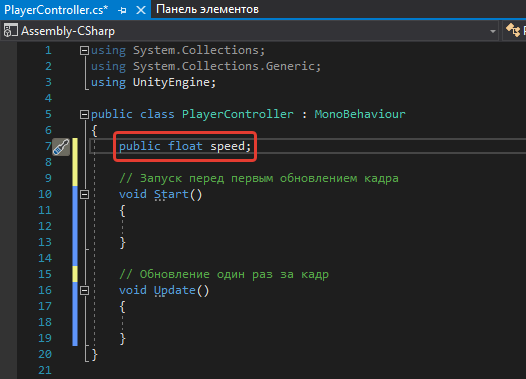 PlayerController.cs* Панель элементов
Assembly-CSharp
1 using System.Collections;
2 using System.Collections.Generic;
3 using UnityEngine;
4
5 public class PlayerController : MonoBehaviour
6 {
7 public float speed;
8
9 // Запуск перед первым обновлением кадра
10 void Start()
11 {
12
13 }
14
15 // Обновление один раз за кадр
16 void Update()
17 {
18
19 }
20 }
21